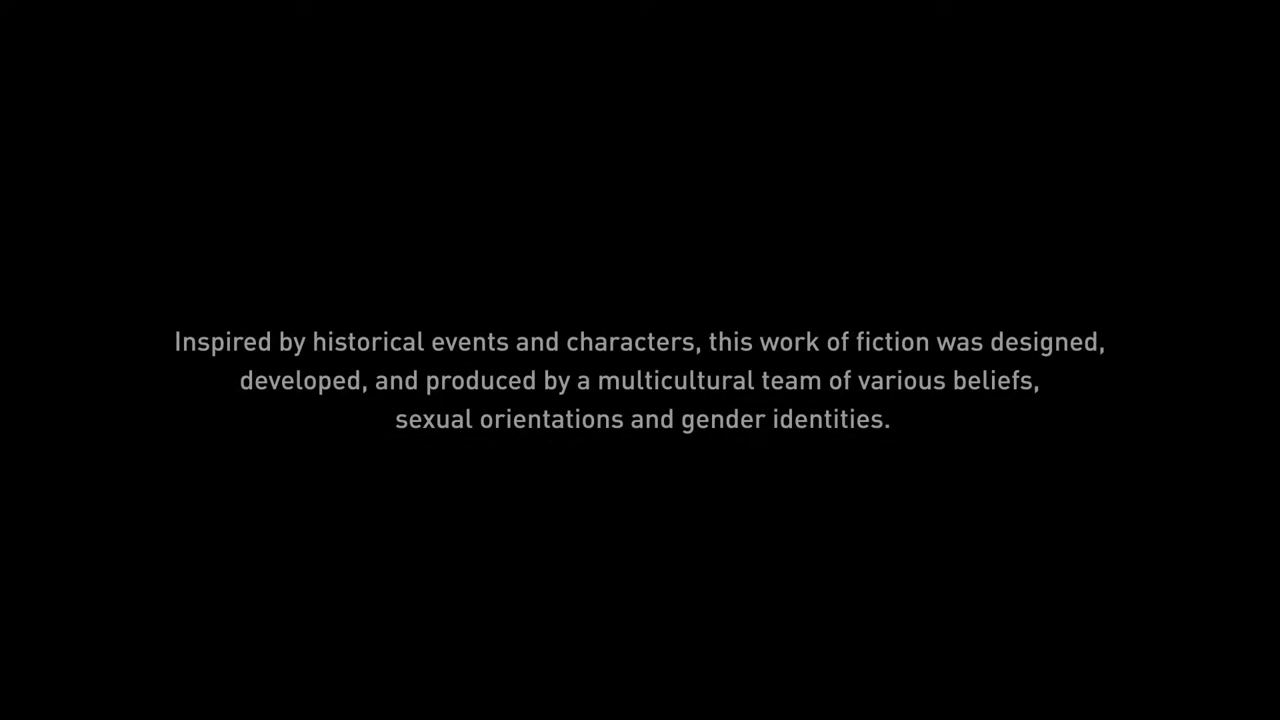 Inspired by historical events and characters, this work of fiction was designed,
developed, and produced by a multicultural team of various beliefs,
sexual orientations and gender identities.